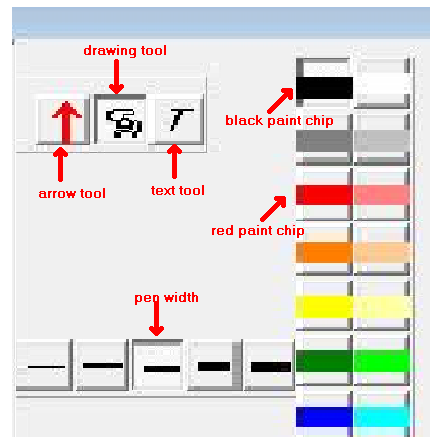 drawing tool
black paint chip
arrow tool
text tool
red paint chip
pen width